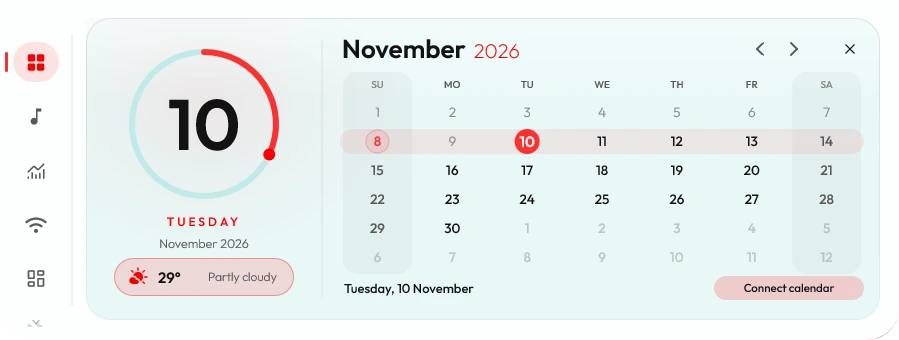 10
TUESDAY
November 2026
29° Partly cloudy
November 2026
SU MO TU WE TH FR SA
1 2 3 4 5 6 7
8 9 10 11 12 13 14
15 16 17 18 19 20 21
22 23 24 25 26 27 28
29 30 1 2 3 4 5
6 7 8 9 10 11 12
Tuesday, 10 November
Connect calendar